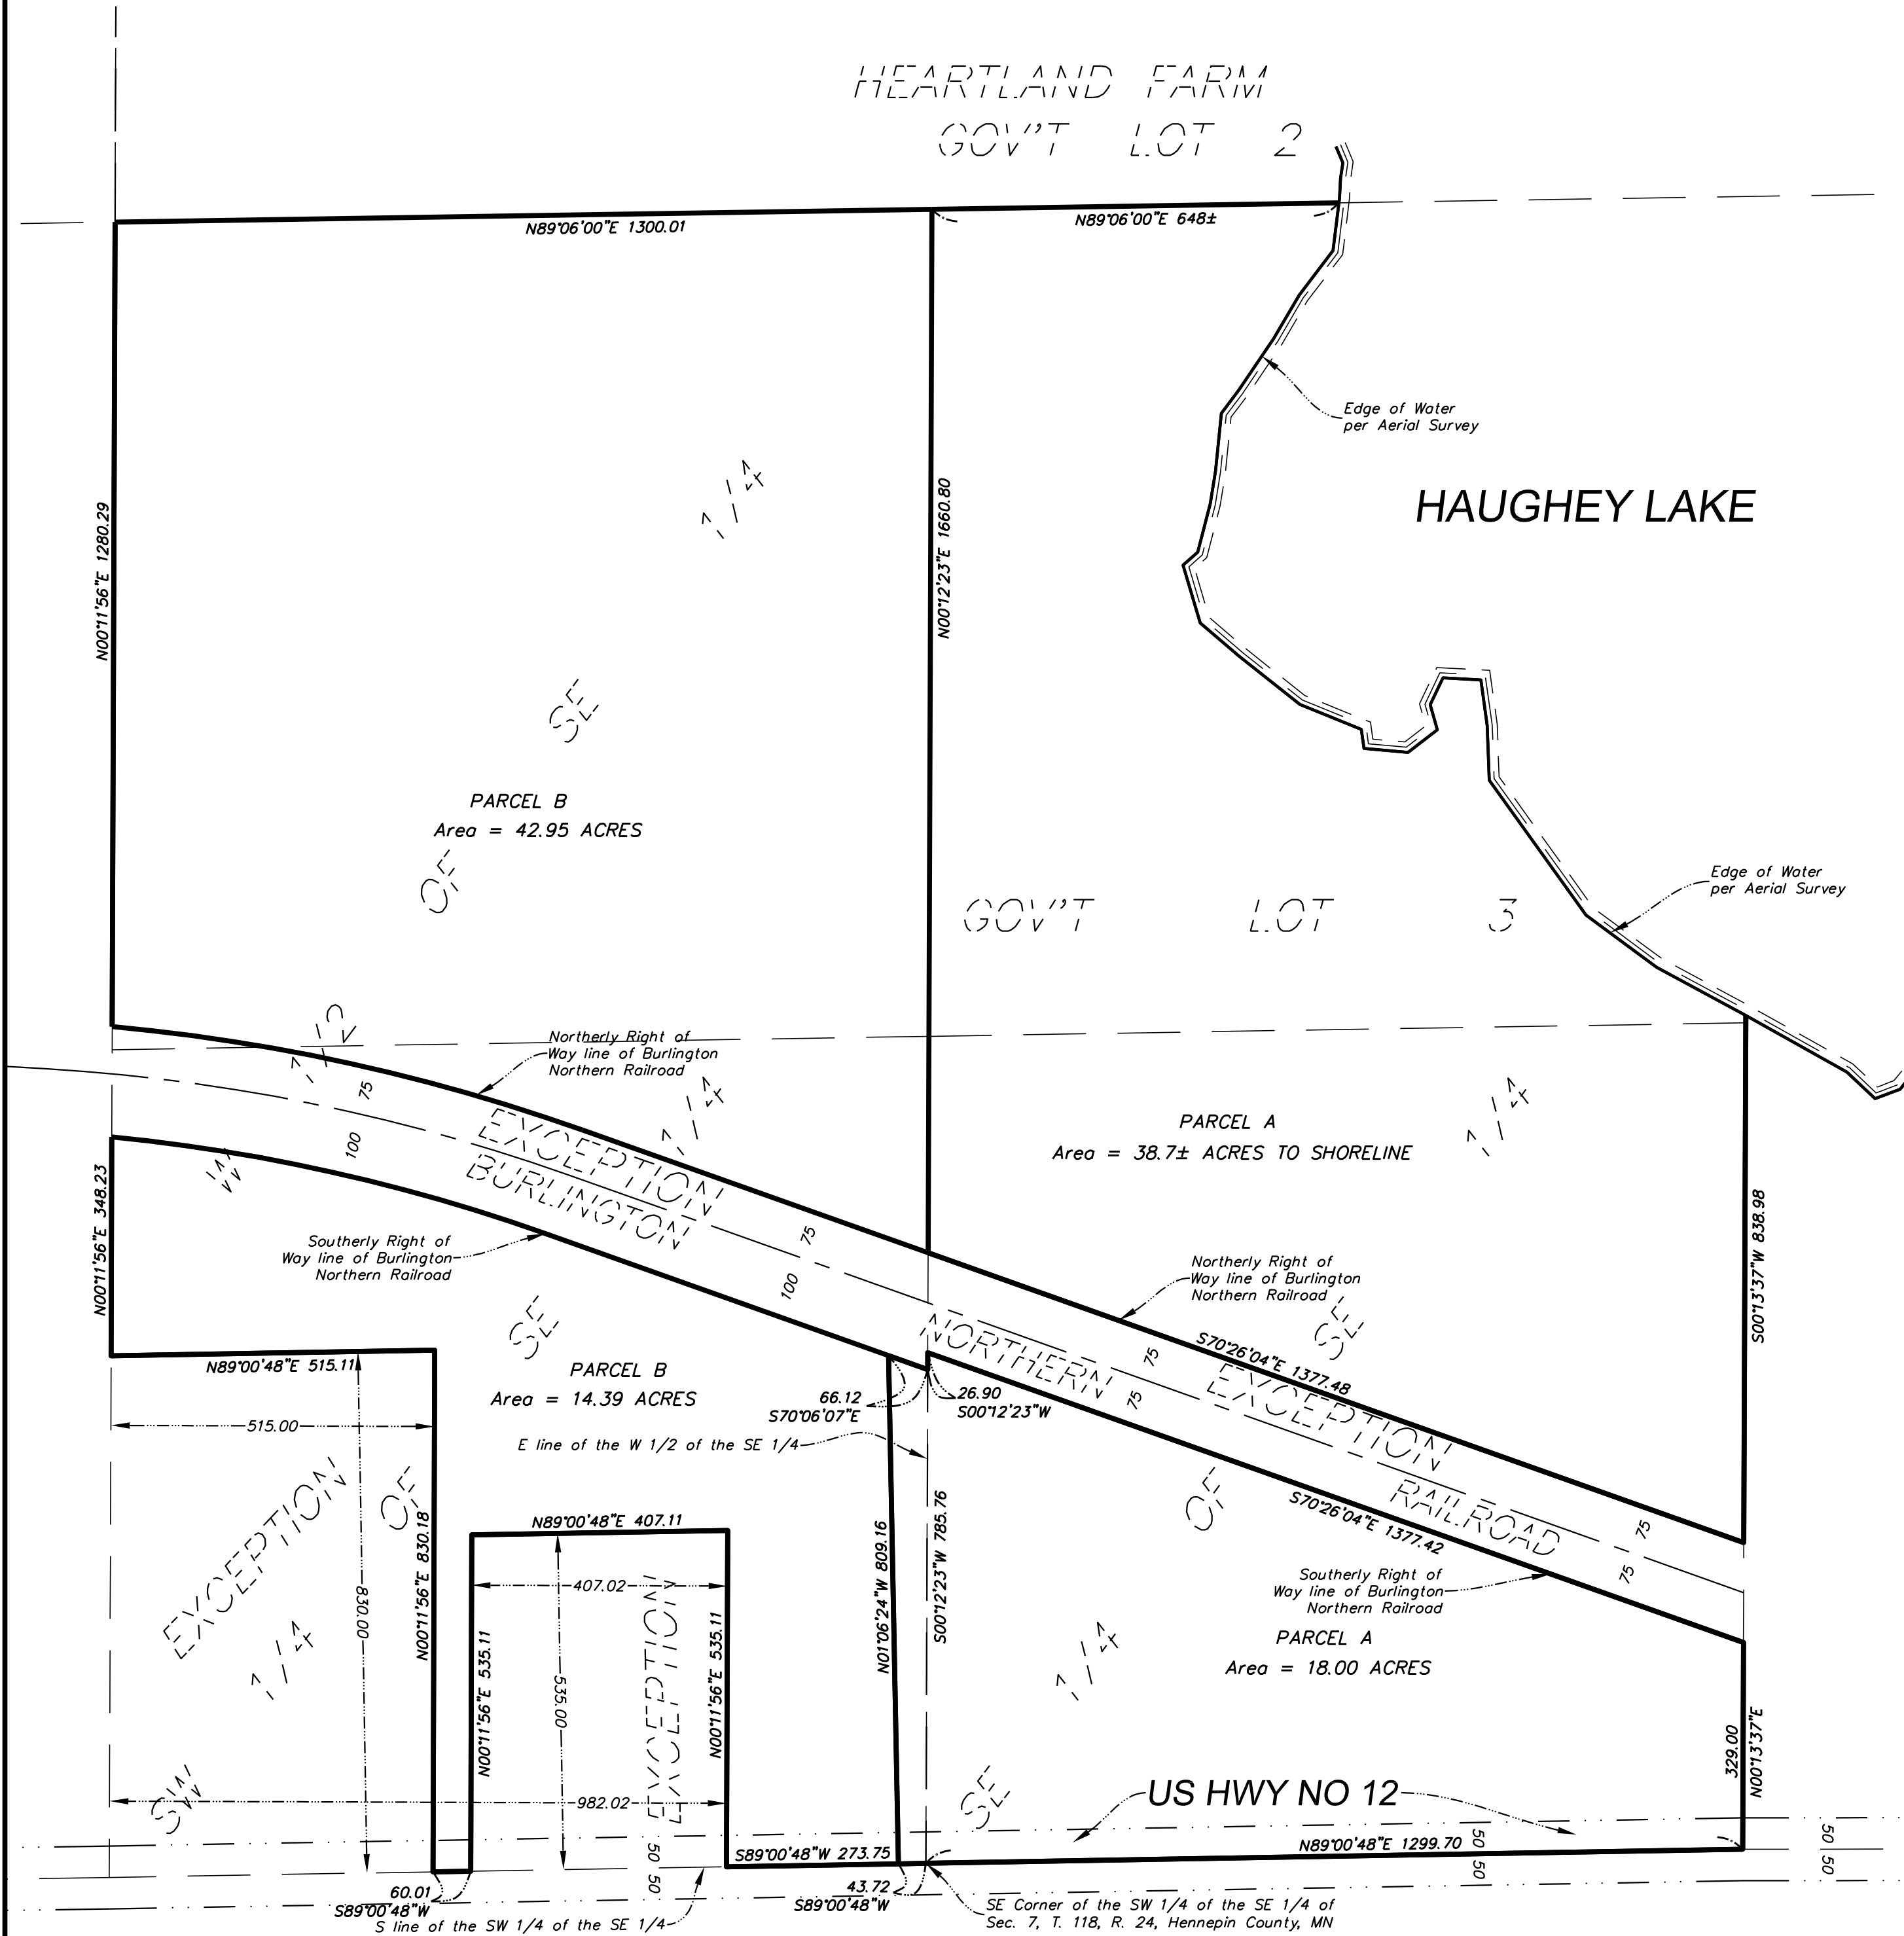 HEARTLAND FARM
GOV'T LOT 2
N89°06'00"E 1300.01
N89°06'00"E 648±
Edge of Water
per Aerial Survey
HAUGHEY LAKE
N00°11'56"E 1280.29
N00°12'23"E 1660.80
1/4
SE
PARCEL B
Area = 42.95 ACRES
OF
Edge of Water
per Aerial Survey
GOV'T LOT 3
1/2
W
Northerly Right of
Way line of Burlington
Northern Railroad
75
100
EXCEPTION
BURLINGTON
1/4
PARCEL A
Area = 38.7± ACRES TO SHORELINE
1/4
N00°11'56"E 348.23
S00°13'37"W 838.98
Southerly Right of
Way line of Burlington
Northern Railroad
75
100
Northerly Right of
Way line of Burlington
Northern Railroad
SE
SE
NORTHERN
75
75
S70°26'04"E 1377.48
EXCEPTION
N89°00'48"E 515.11
PARCEL B
Area = 14.39 ACRES
66.12
S70°06'07"E
26.90
S00°12'23"W
515.00
E line of the W 1/2 of the SE 1/4
EXCEPTION
OF
OF
S70°26'04"E 1377.42
RAILROAD
75
75
N89°00'48"E 407.11
N00°11'56"E 830.18
830.00
407.02
N01°06'24"W 809.16
S00°12'23"W 785.76
Southerly Right of
Way line of Burlington
Northern Railroad
PARCEL A
Area = 18.00 ACRES
1/4
1/4
N00°11'56"E 535.11
535.00
EXCEPTION
N00°11'56"E 535.11
329.00
N00°13'37"E
SW
982.02
SE
US HWY NO 12
50 50
S89°00'48"W 273.75
N89°00'48"E 1299.70
50
50
50
50
60.01
S89°00'48"W
43.72
S89°00'48"W
S line of the SW 1/4 of the SE 1/4
SE Corner of the SW 1/4 of the SE 1/4 of
Sec. 7, T. 118, R. 24, Hennepin County, MN